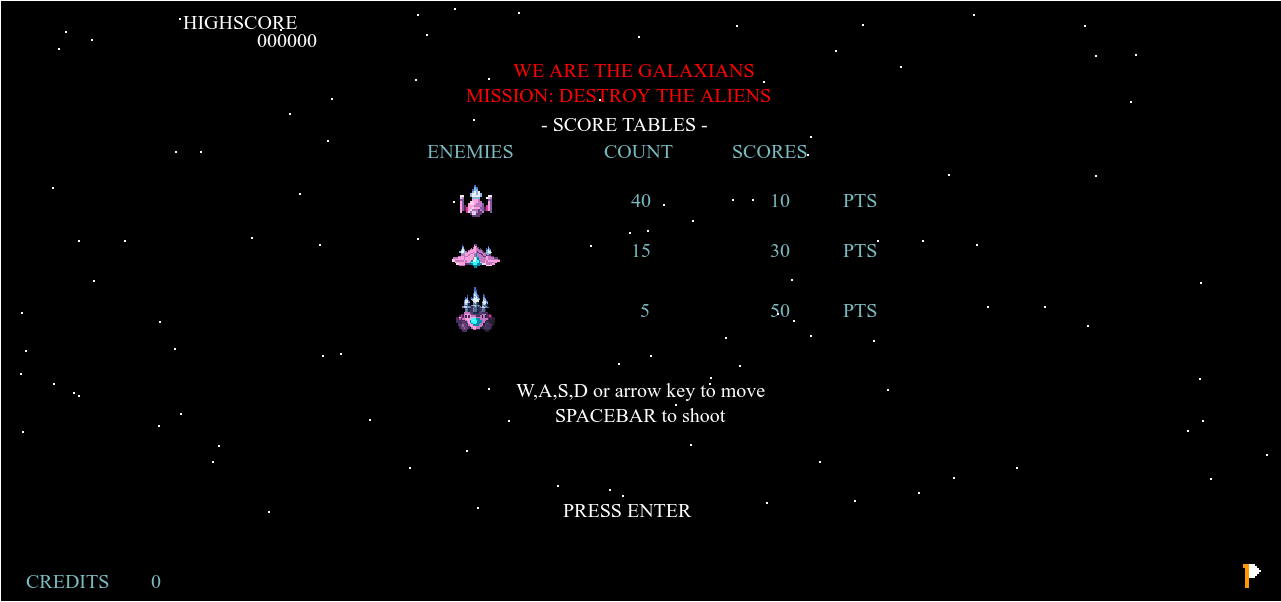 HIGHSCORE
000000
WE ARE THE GALAXIANS
MISSION: DESTROY THE ALIENS
- SCORE TABLES -
ENEMIES COUNT SCORES
40 10 PTS
15 30 PTS
5 50 PTS
W,A,S,D or arrow key to move
SPACEBAR to shoot
PRESS ENTER
CREDITS 0